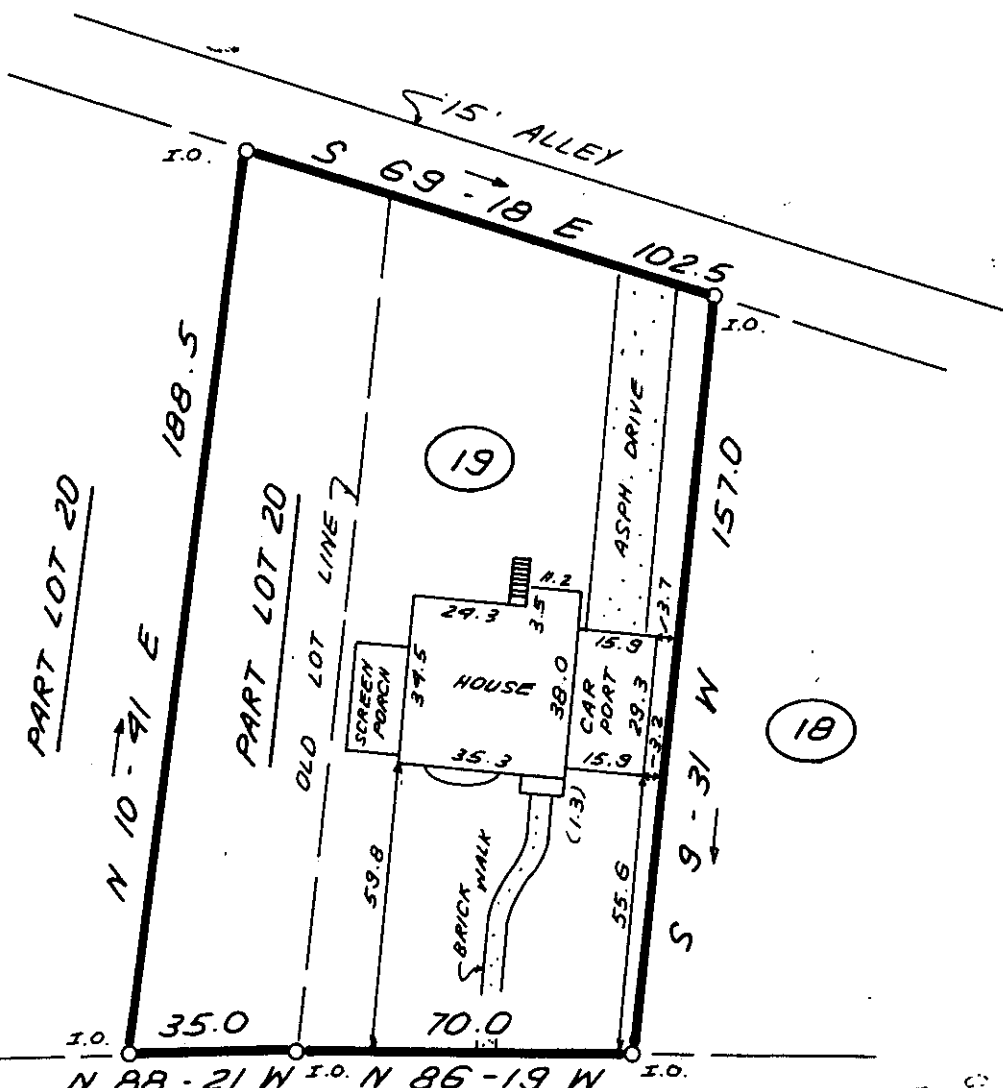 15' ALLEY
I.O.
S 69-18 E 102.5
I.O.
188.5
N 10-41 E
PART LOT 20
PART LOT 20
OLD LOT LINE
19
ASPH. DRIVE
157.0
S 9-31 W
18
29.3
3.5
15.9
3.7
SCREEN
PORCH
34.5
HOUSE
38.0
CAR
PORT
29.3
3.2
35.3
15.9
(1.3)
59.8
BRICK WALK
55.6
I.O.
35.0
70.0
N 88-21 W
I.O.
N 86-19 W
I.O.